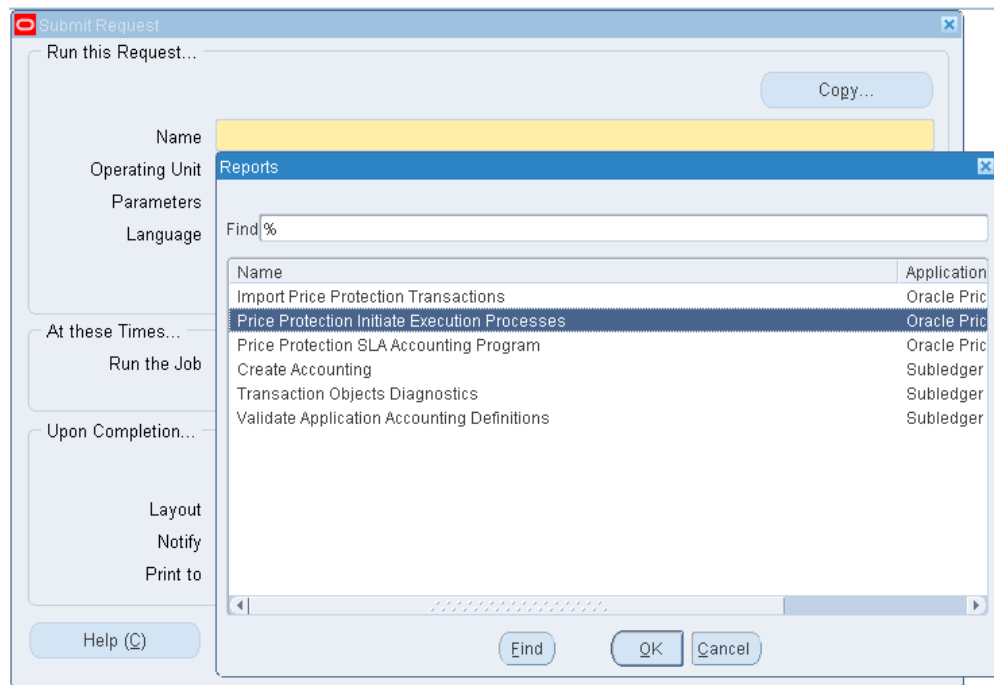 Submit Request
Run this Request...
Copy...
Name
Operating Unit
Parameters
Language
At these Times...
Run the Job
Upon Completion...
Layout
Notify
Print to
Help (C)
Reports
Find %
Name Application
Import Price Protection Transactions Oracle Pric
Price Protection Initiate Execution Processes Oracle Pric
Price Protection SLA Accounting Program Oracle Pric
Create Accounting Subledger
Transaction Objects Diagnostics Subledger
Validate Application Accounting Definitions Subledger
Find OK Cancel